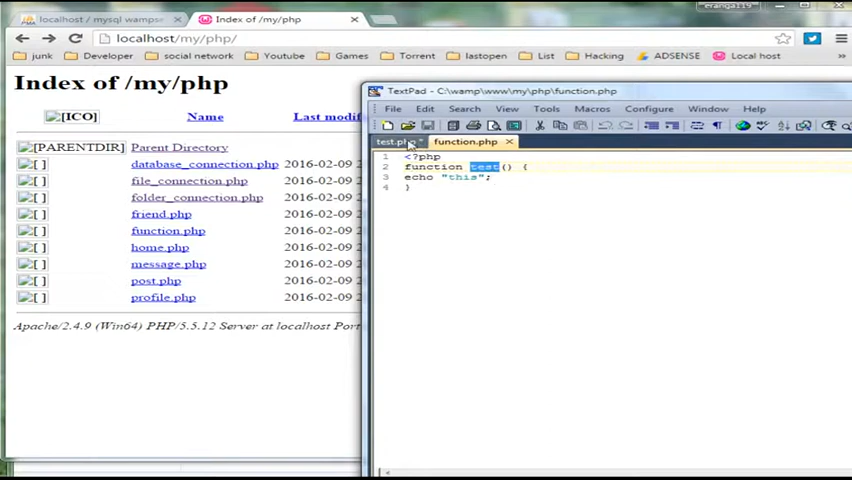 eranga119
localhost / mysql wampse
Index of /my/php
localhost/my/php/
junk
Developer
social network
Youtube
Games
Torrent
lastopen
List
Hacking
ADSENSE
Local host
Index of /my/php
[ICO] Name Last modif
[PARENTDIR] Parent Directory
[ ] database_connection.php 2016-02-09
[ ] file_connection.php 2016-02-09
[ ] folder_connection.php 2016-02-09
[ ] friend.php 2016-02-09
[ ] function.php 2016-02-09
[ ] home.php 2016-02-09
[ ] message.php 2016-02-09
[ ] post.php 2016-02-09
[ ] profile.php 2016-02-09
Apache/2.4.9 (Win64) PHP/5.5.12 Server at localhost Port
TextPad - C:\wamp\www\my\php\function.php
File Edit Search View Tools Macros Configure Window Help
test.php * function.php
1 <?php
2 function test() {
3 echo "this";
4 }